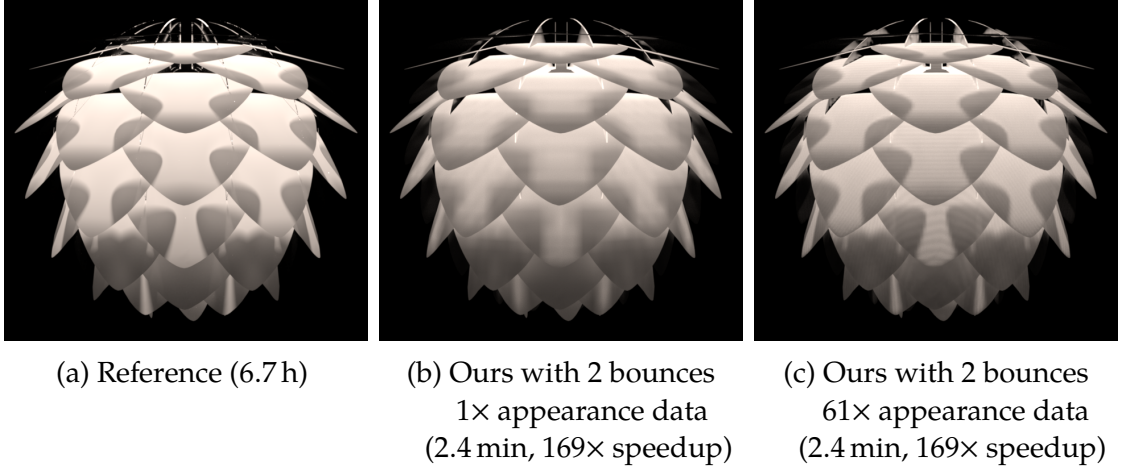 (a) Reference (6.7 h)
(b) Ours with 2 bounces
1× appearance data
(2.4 min, 169× speedup)
(c) Ours with 2 bounces
61× appearance data
(2.4 min, 169× speedup)